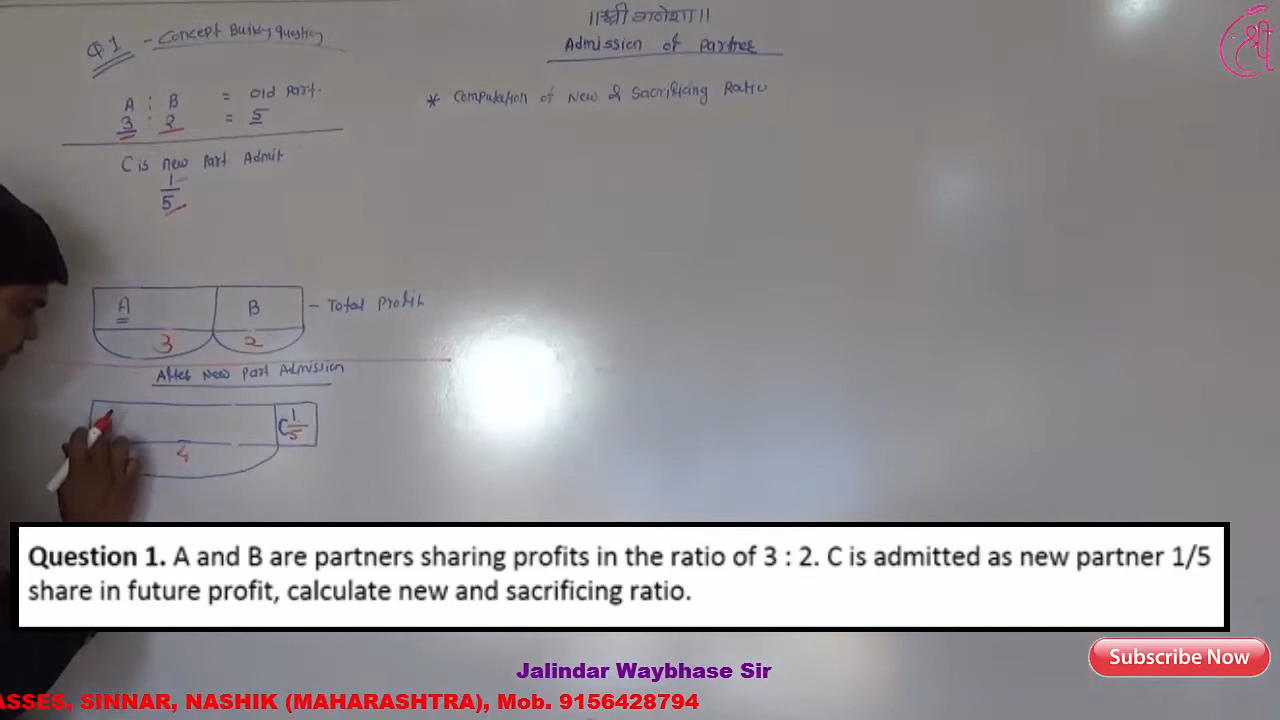 ||श्री गणेशा||
Admission of Partner
श्री
Q.1 - Concept Builing Question
A : B = old Part.
3 : 2 = 5
* Computation of New & Sacrificing Ratio
C is new Part Admit
1
5
A B - Total Profit
3 2
After New Part Admission
C 1/5
4
Question 1. A and B are partners sharing profits in the ratio of 3 : 2. C is admitted as new partner 1/5
share in future profit, calculate new and sacrificing ratio.
Subscribe Now
Jalindar Waybhase Sir
ASSES, SINNAR, NASHIK (MAHARASHTRA), Mob. 9156428794